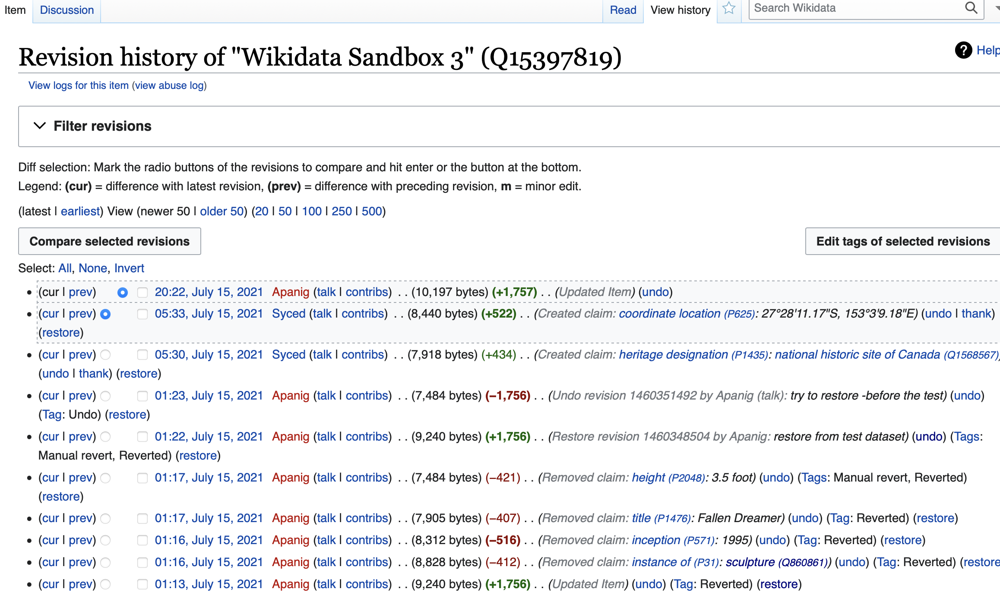 Item Discussion Read View history Search Wikidata
Revision history of "Wikidata Sandbox 3" (Q15397819)
? Help
View logs for this item (view abuse log)
Filter revisions
Diff selection: Mark the radio buttons of the revisions to compare and hit enter or the button at the bottom.
Legend: (cur) = difference with latest revision, (prev) = difference with preceding revision, m = minor edit.
(latest | earliest) View (newer 50 | older 50) (20 | 50 | 100 | 250 | 500)
Compare selected revisions Edit tags of selected revisions
Select: All, None, Invert
• (cur | prev) 20:22, July 15, 2021 Apanig (talk | contribs) . . (10,197 bytes) (+1,757) . . (Updated Item) (undo)
• (cur | prev) 05:33, July 15, 2021 Syced (talk | contribs) . . (8,440 bytes) (+522) . . (Created claim: coordinate location (P625): 27°28'11.17"S, 153°3'9.18"E) (undo | thank)
(restore)
• (cur | prev) 05:30, July 15, 2021 Syced (talk | contribs) . . (7,918 bytes) (+434) . . (Created claim: heritage designation (P1435): national historic site of Canada (Q1568567))
(undo | thank) (restore)
• (cur | prev) 01:23, July 15, 2021 Apanig (talk | contribs) . . (7,484 bytes) (−1,756) . . (Undo revision 1460351492 by Apanig (talk): try to restore -before the test) (undo)
(Tag: Undo) (restore)
• (cur | prev) 01:22, July 15, 2021 Apanig (talk | contribs) . . (9,240 bytes) (+1,756) . . (Restore revision 1460348504 by Apanig: restore from test dataset) (undo) (Tags:
Manual revert, Reverted) (restore)
• (cur | prev) 01:17, July 15, 2021 Apanig (talk | contribs) . . (7,484 bytes) (−421) . . (Removed claim: height (P2048): 3.5 foot) (undo) (Tags: Manual revert, Reverted)
(restore)
• (cur | prev) 01:17, July 15, 2021 Apanig (talk | contribs) . . (7,905 bytes) (−407) . . (Removed claim: title (P1476): Fallen Dreamer) (undo) (Tag: Reverted) (restore)
• (cur | prev) 01:16, July 15, 2021 Apanig (talk | contribs) . . (8,312 bytes) (−516) . . (Removed claim: inception (P571): 1995) (undo) (Tag: Reverted) (restore)
• (cur | prev) 01:16, July 15, 2021 Apanig (talk | contribs) . . (8,828 bytes) (−412) . . (Removed claim: instance of (P31): sculpture (Q860861)) (undo) (Tag: Reverted) (restore
• (cur | prev) 01:13, July 15, 2021 Apanig (talk | contribs) . . (9,240 bytes) (+1,756) . . (Updated Item) (undo) (Tag: Reverted) (restore)